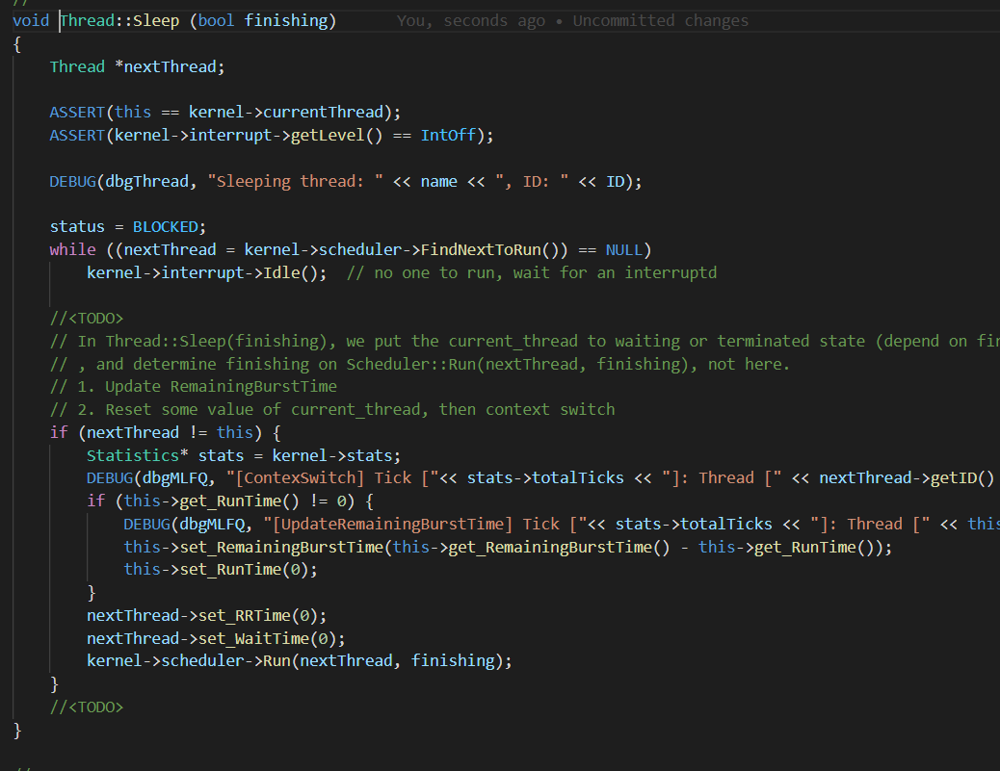 //
void Thread::Sleep (bool finishing) You, seconds ago • Uncommitted changes
{
    Thread *nextThread;

    ASSERT(this == kernel->currentThread);
    ASSERT(kernel->interrupt->getLevel() == IntOff);

    DEBUG(dbgThread, "Sleeping thread: " << name << ", ID: " << ID);

    status = BLOCKED;
    while ((nextThread = kernel->scheduler->FindNextToRun()) == NULL)
        kernel->interrupt->Idle();  // no one to run, wait for an interruptd

    //<TODO>
    // In Thread::Sleep(finishing), we put the current_thread to waiting or terminated state (depend on fin
    // , and determine finishing on Scheduler::Run(nextThread, finishing), not here.
    // 1. Update RemainingBurstTime
    // 2. Reset some value of current_thread, then context switch
    if (nextThread != this) {
        Statistics* stats = kernel->stats;
        DEBUG(dbgMLFQ, "[ContexSwitch] Tick ["<< stats->totalTicks << "]: Thread [" << nextThread->getID()
        if (this->get_RunTime() != 0) {
            DEBUG(dbgMLFQ, "[UpdateRemainingBurstTime] Tick ["<< stats->totalTicks << "]: Thread [" << this
            this->set_RemainingBurstTime(this->get_RemainingBurstTime() - this->get_RunTime());
            this->set_RunTime(0);
        }
        nextThread->set_RRTime(0);
        nextThread->set_WaitTime(0);
        kernel->scheduler->Run(nextThread, finishing);
    }
    //<TODO>
}
//